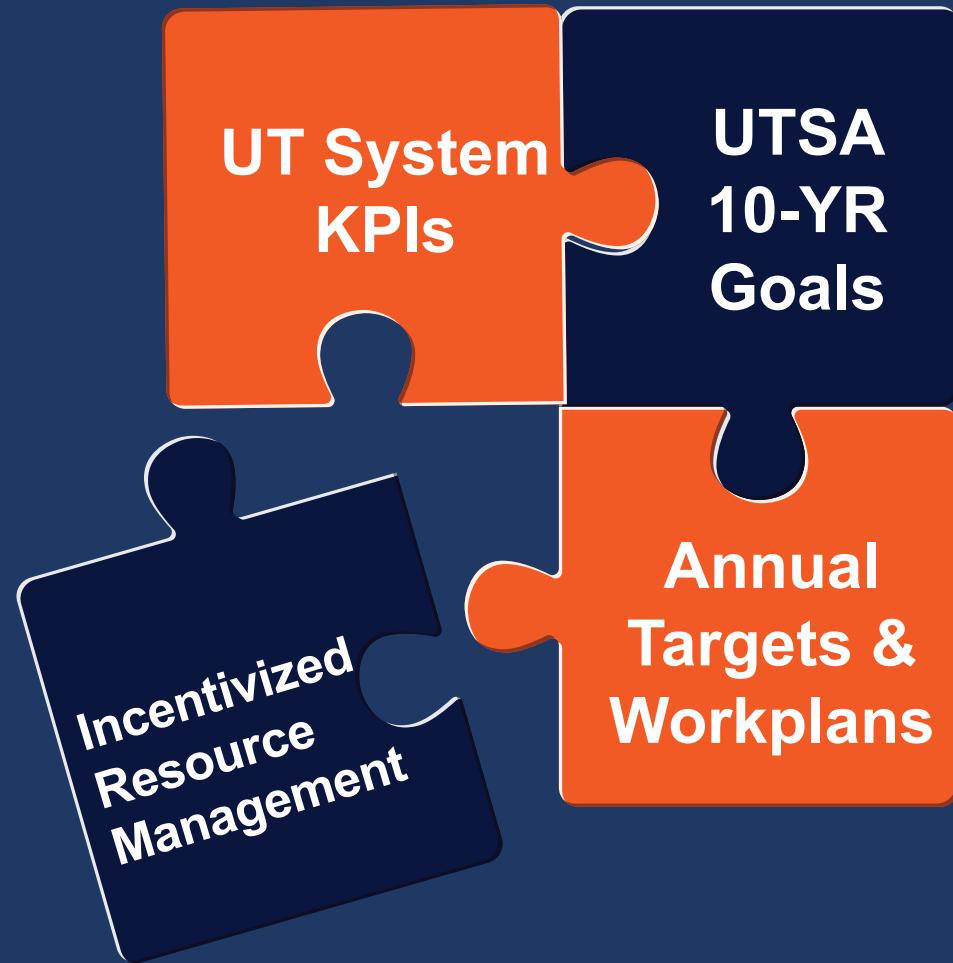 UT System
KPIs
UTSA
10-YR
Goals
Annual
Targets &
Workplans
Incentivized
Resource
Management